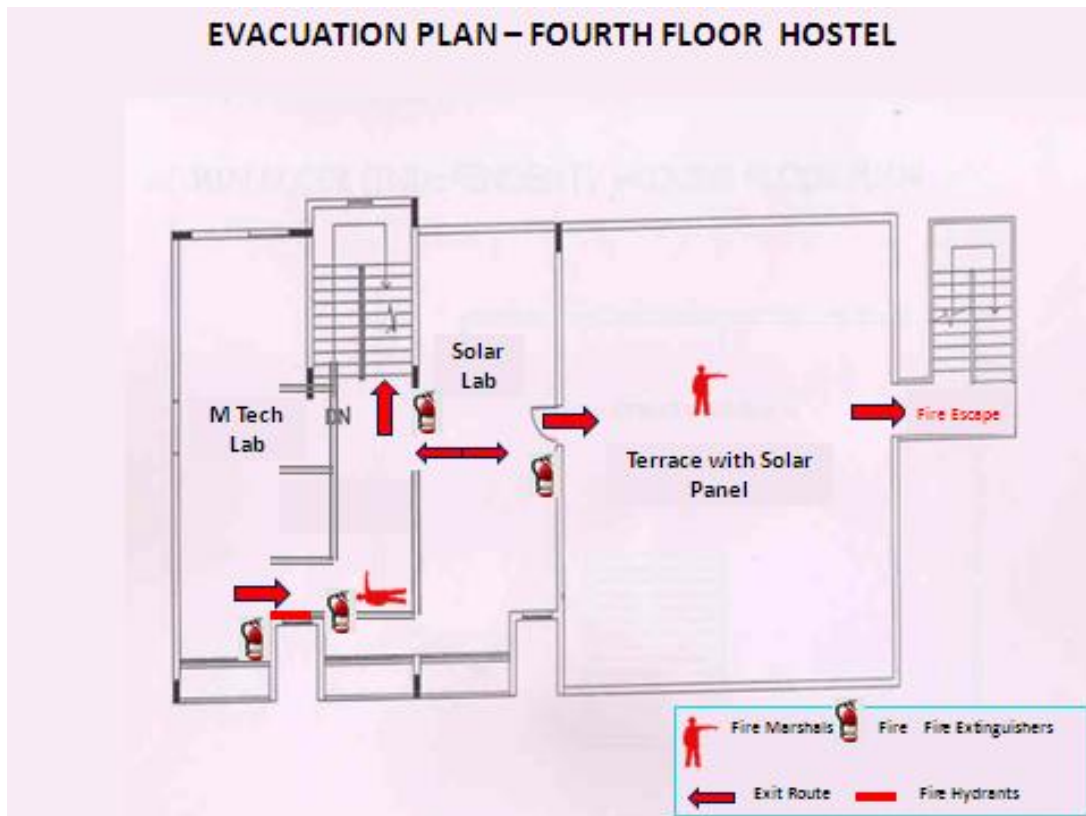 EVACUATION PLAN – FOURTH FLOOR HOSTEL
Solar
Lab
M Tech
Lab
DN
Fire Escape
Terrace with Solar
Panel
Fire Marshals
Fire Fire Extinguishers
Exit Route
Fire Hydrants